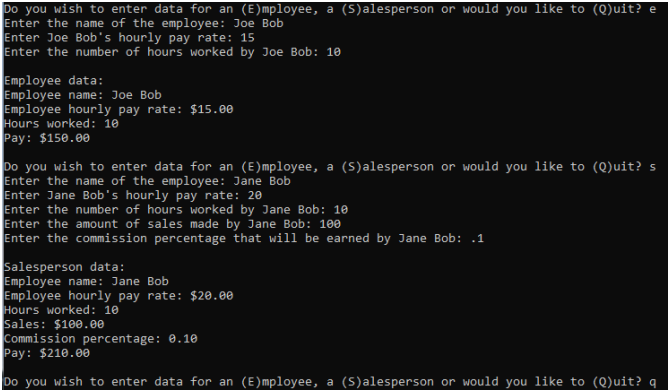 Do you wish to enter data for an (E)mployee, a (S)alesperson or would you like to (Q)uit? e
Enter the name of the employee: Joe Bob
Enter Joe Bob's hourly pay rate: 15
Enter the number of hours worked by Joe Bob: 10
Employee data:
Employee name: Joe Bob
Employee hourly pay rate: $15.00
Hours worked: 10
Pay: $150.00
Do you wish to enter data for an (E)mployee, a (S)alesperson or would you like to (Q)uit? s
Enter the name of the employee: Jane Bob
Enter Jane Bob's hourly pay rate: 20
Enter the number of hours worked by Jane Bob: 10
Enter the amount of sales made by Jane Bob: 100
Enter the commission percentage that will be earned by Jane Bob: .1
Salesperson data:
Employee name: Jane Bob
Employee hourly pay rate: $20.00
Hours worked: 10
Sales: $100.00
Commission percentage: 0.10
Pay: $210.00
Do you wish to enter data for an (E)mployee, a (S)alesperson or would you like to (Q)uit? q